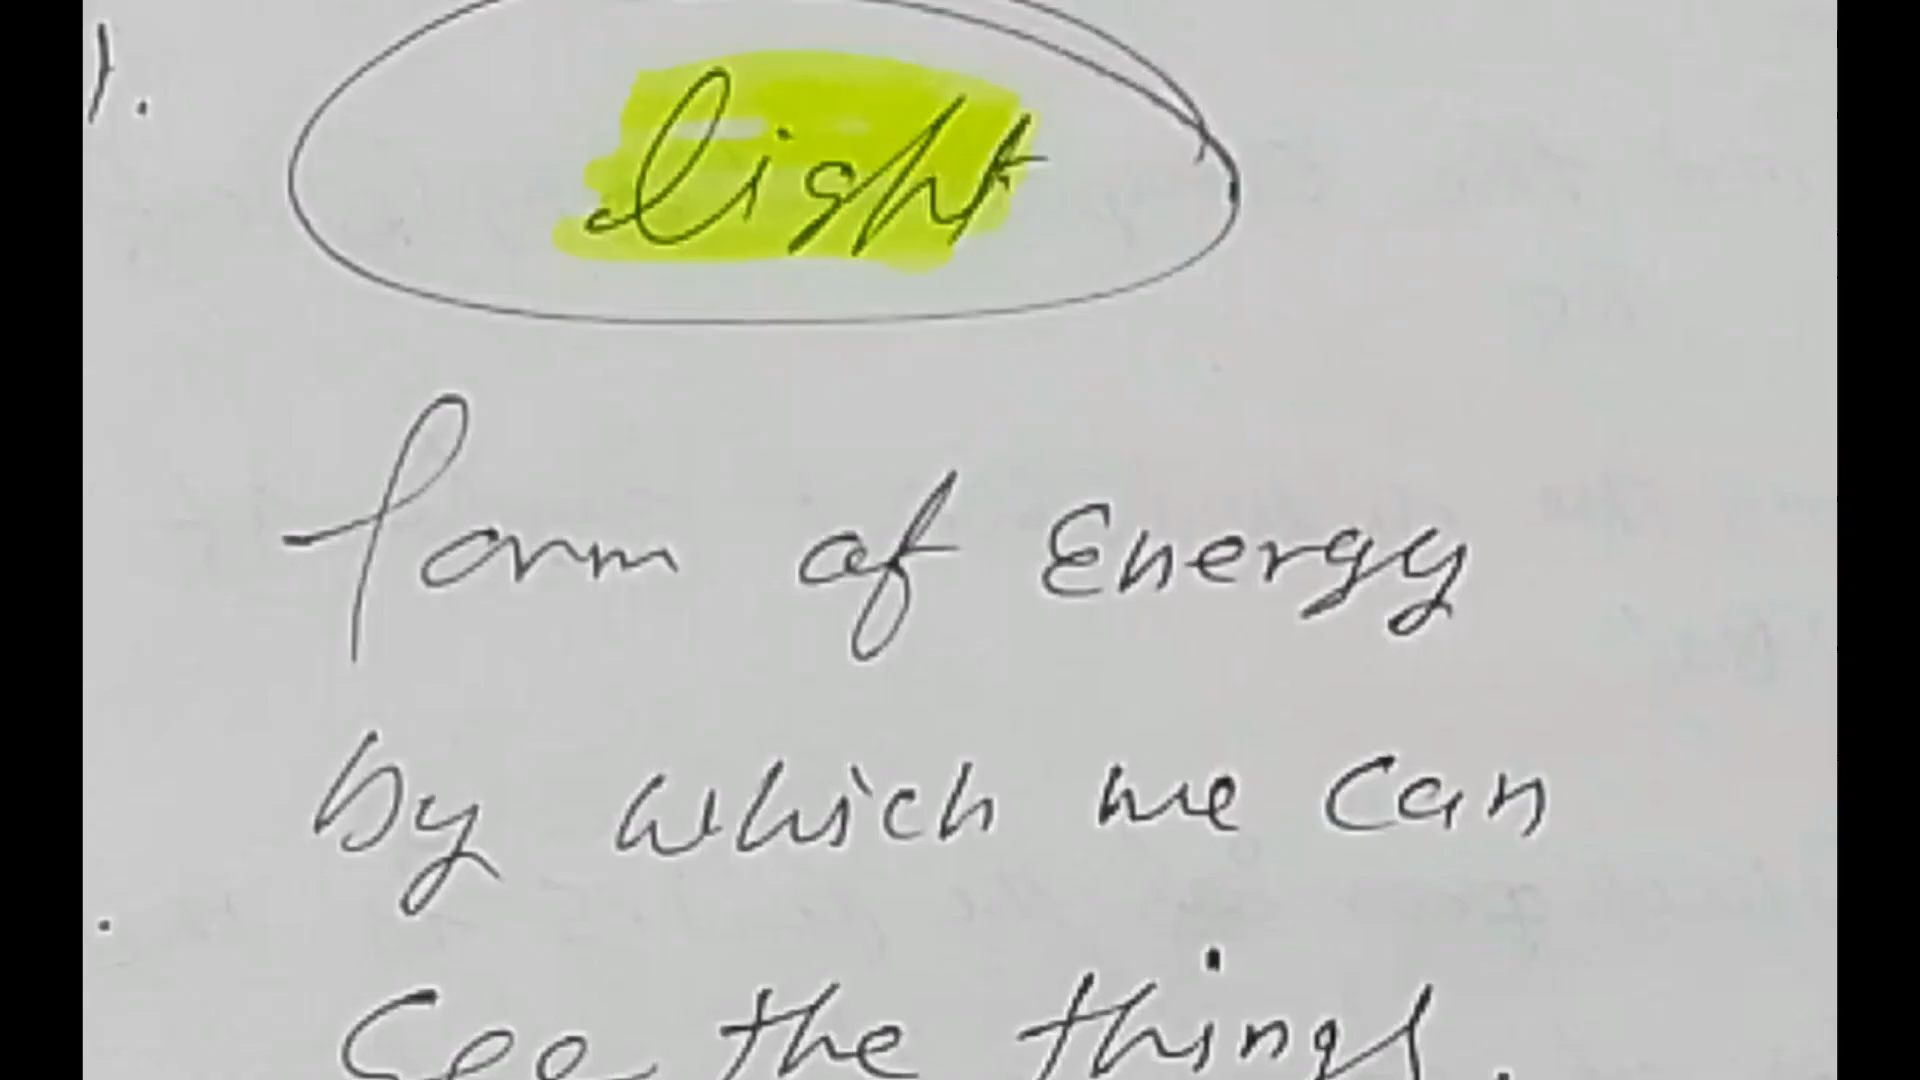 1. light
form of Energy
by which we can
See the things.